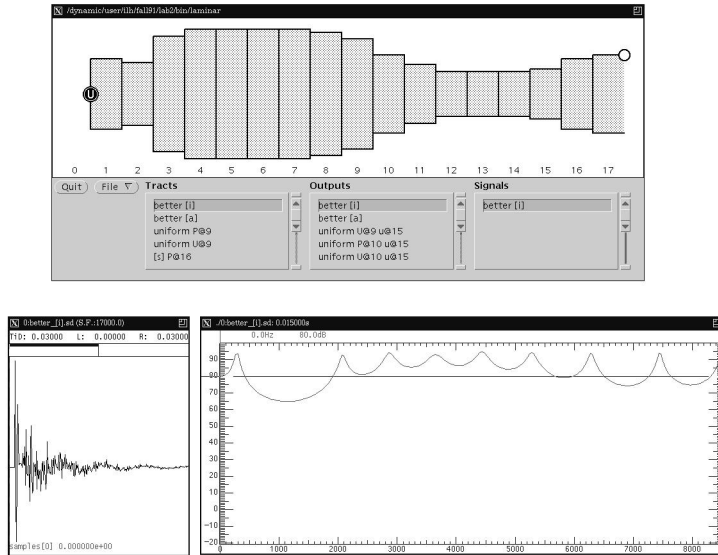 /dynamic/user/ilh/fall91/lab2/bin/laminar
U
0 1 2 3 4 5 6 7 8 9 10 11 12 13 14 15 16 17
Quit File Tracts Outputs Signals
better [i] better [i] better [i]
better [a] better [a]
uniform P@9 uniform U@9 u@15
uniform U@9 uniform P@10 u@15
[s] P@16 uniform U@10 u@15
0:better_[i].sd (S.F.:17000.0)
TiD: 0.03000 L: 0.00000 R: 0.03000
samples[0] 0.000000e+00
./0:better_[i].sd: 0.015000s
0.0Hz 80.0dB
90
80
70
60
50
40
30
20
10
0
-10
-20
0 1000 2000 3000 4000 5000 6000 7000 8000